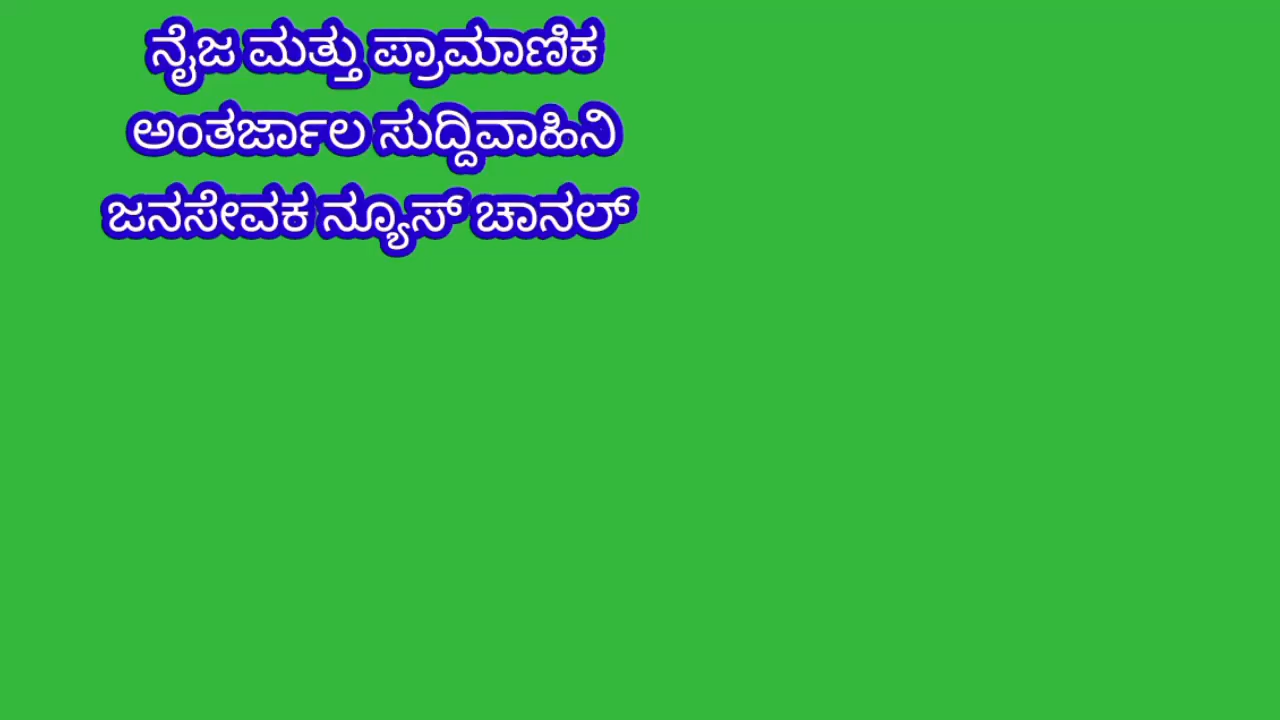 ನೈಜ ಮತ್ತು ಪ್ರಾಮಾಣಿಕ
ಅಂತರ್ಜಾಲ ಸುದ್ದಿವಾಹಿನಿ
ಜನಸೇವಕ ನ್ಯೂಸ್ ಚಾನಲ್